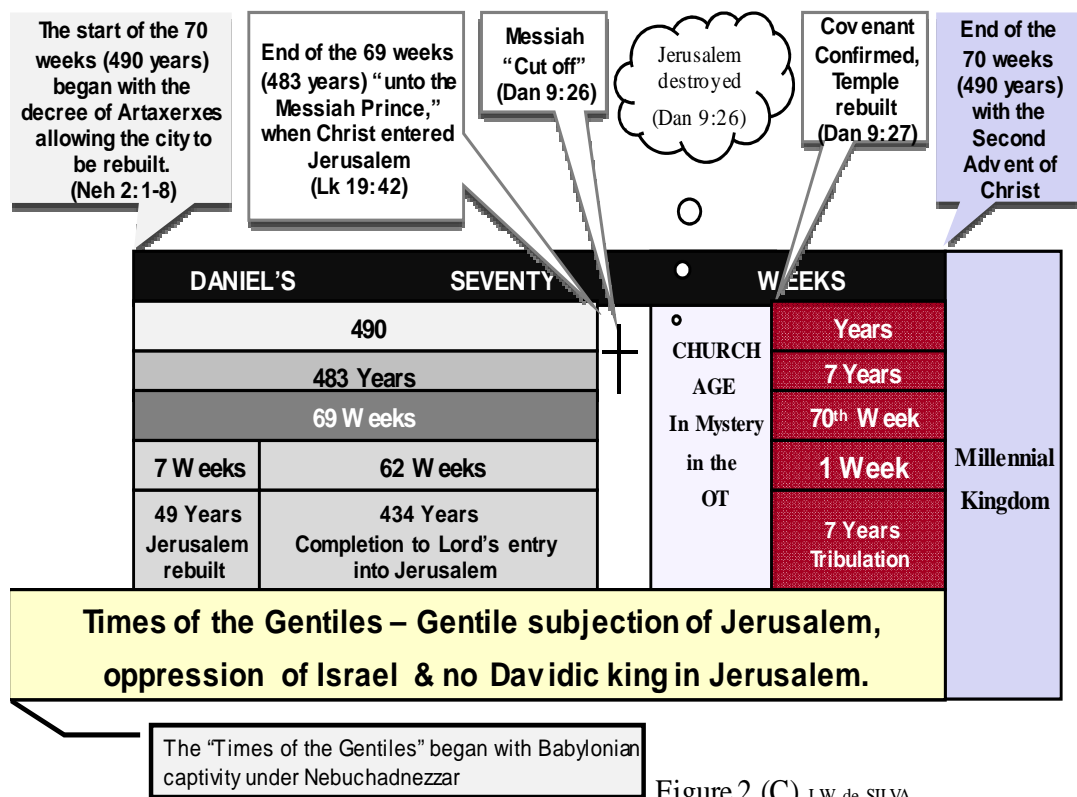 The start of the 70
weeks (490 years)
began with the
decree of Artaxerxes
allowing the city to
be rebuilt.
(Neh 2:1-8)
End of the 69 weeks
(483 years) “unto the
Messiah Prince,”
when Christ entered
Jerusalem
(Lk 19:42)
Messiah
“Cut off”
(Dan 9:26)
Jerusalem
destroyed
(Dan 9:26)
Covenant
Confirmed,
Temple
rebuilt
(Dan 9:27)
End of the
70 weeks
(490 years)
with the
Second
Advent of
Christ
DANIEL’S SEVENTY WEEKS
490 Years
483 Years
7 Years
69 Weeks
70th Week
7 Weeks
62 Weeks
1 Week
49 Years
Jerusalem
rebuilt
434 Years
Completion to Lord’s entry
into Jerusalem
CHURCH
AGE
In Mystery
in the
OT
7 Years
Tribulation
Millennial
Kingdom
Times of the Gentiles – Gentile subjection of Jerusalem,
oppression of Israel & no Davidic king in Jerusalem.
The “Times of the Gentiles” began with Babylonian
captivity under Nebuchadnezzar
Figure 2 (C) J.W. de SILVA